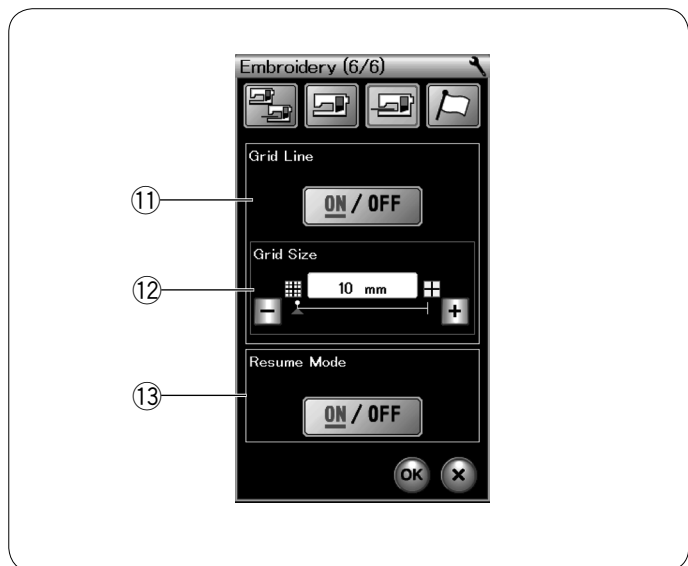 Embroidery (6/6)
Grid Line
⑪
ON / OFF
Grid Size
⑫
10 mm
− +
Resume Mode
⑬
ON / OFF
OK ×